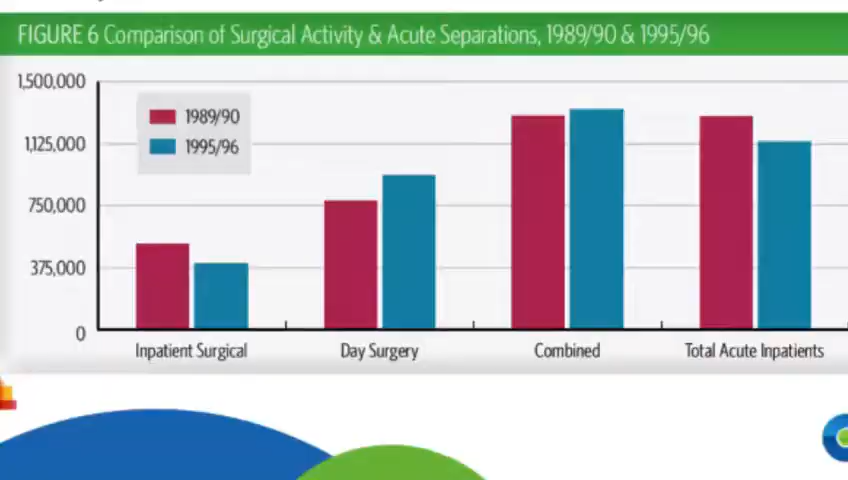 FIGURE 6 Comparison of Surgical Activity & Acute Separations, 1989/90 & 1995/96
1,500,000
1989/90
1,125,000
1995/96
750,000
375,000
0
Inpatient Surgical
Day Surgery
Combined
Total Acute Inpatients